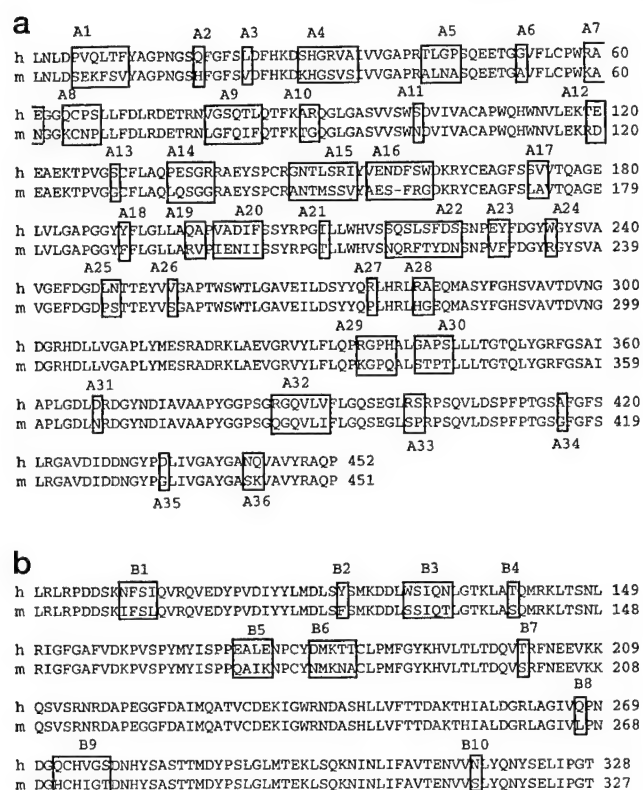 a
A1 A2 A3 A4 A5 A6 A7
h LNLDPVQLTFYAGPNGSQFGFSLDFHKDSHGRVAIVVGAPRTLGPSQEETGGVFLCPWRA 60
m LNLDSEKFSVYAGPNGSHFGFSVDFHKDKHGSVSIVVGAPRALNASQEETGAVFLCPWKA 60
A8 A9 A10 A11 A12
h EGGQCPSLLFDLRDETRNVGSQTLQTFKARQGLGASVVSWSDVIVACAPWQHWNVLEKTE 120
m NGGKCNPLLFDLRDETRNLGFQIFQTFKTGQGLGASVVSWNDVIVACAPWQHWNVLEKRD 120
A13 A14 A15 A16 A17
h EAEKTPVGSCFLAQPESGRRAEYSPCRGNTLSRIYVENDFSWDKRYCEAGFSSVVTQAGE 180
m EAEKTPVGGCFLAQLQSGGRAEYSPCRANTMSSVYAES-FRGDKRYCEAGFSLAVTQAGE 179
A18 A19 A20 A21 A22 A23 A24
h LVLGAPGGYYFLGLLAQAPVADIFSSYRPGILLWHVSSQSLSFDSSNPEYFDGYWGYSVA 240
m LVLGAPGGYFFLGLLARVPIENIISSYRPGTLLWHVSNQRFTYDNSNPVFFDGYRGYSVA 239
A25 A26 A27 A28
h VGEFDGDLNTTEYVVGAPTWSWTLGAVEILDSYYQRLHRLRAEQMASYFGHSVAVTDVNG 300
m VGEFDGDPSTTEYVSGAPTWSWTLGAVEILDSYYQPLHRLHGEQMASYFGHSVAVTDVNG 299
A29 A30
h DGRHDLLVGAPLYMESRADRKLAEVGRVYLFLQPRGPHALGAPSLLLTGTQLYGRFGSAI 360
m DGRHDLLVGAPLYMESRADRKLAEVGRVYLFLQPKGPQALSTPTLLLTGTQLYGRFGSAI 359
A31 A32
h APLGDLDRDGYNDIAVAAPYGGPSGRGQVLVFLGQSEGLRSRPSQVLDSPFPTGSAFGFS 420
m APLGDLNRDGYNDIAVAAPYGGPSGQGQVLIFLGQSEGLSPRPSQVLDSPFPTGSGFGFS 419
A33 A34
h LRGAVDIDDNGYPDLIVGAYGANQVAVYRAQP 452
m LRGAVDIDDNGYPGLIVGAYGASKVAVYRAQP 451
A35 A36
b
B1 B2 B3 B4
h LRLRPDDSKNFSIQVRQVEDYPVDIYYLMDLSYSMKDDLWSIQNLGTKLATQMRKLTSNL 149
m LRLRPDDSKIFSLQVRQVEDYPVDIYYLMDLSFSMKDDLSSIQTLGTKLASQMRKLTSNL 148
B5 B6 B7
h RIGFGAFVDKPVSPYMYISPPEALENPCYDMKTTCLPMFGYKHVLTLTDQVTRFNEEVKK 209
m RIGFGAFVDKPVSPYMYISPPQAIKNPCYNMKNACLPMFGYKHVLTLTDQVSRFNEEVKK 208
B8
h QSVSRNRDAPEGGFDAIMQATVCDEKIGWRNDASHLLVFTTDAKTHIALDGRLAGIVQPN 269
m QSVSRNRDAPEGGFDAIMQATVCDEKIGWRNDASHLLVFTTDAKTHIALDGRLAGIVLPN 268
B9 B10
h DGQCHVGSDNHYSASTTMDYPSLGLMTEKLSQKNINLIFAVTENVVNLYQNYSELIPGT 328
m DGHCHIGTDNHYSASTTMDYPSLGLMTEKLSQKNINLIFAVTENVVSLYQNYSELIPGT 327